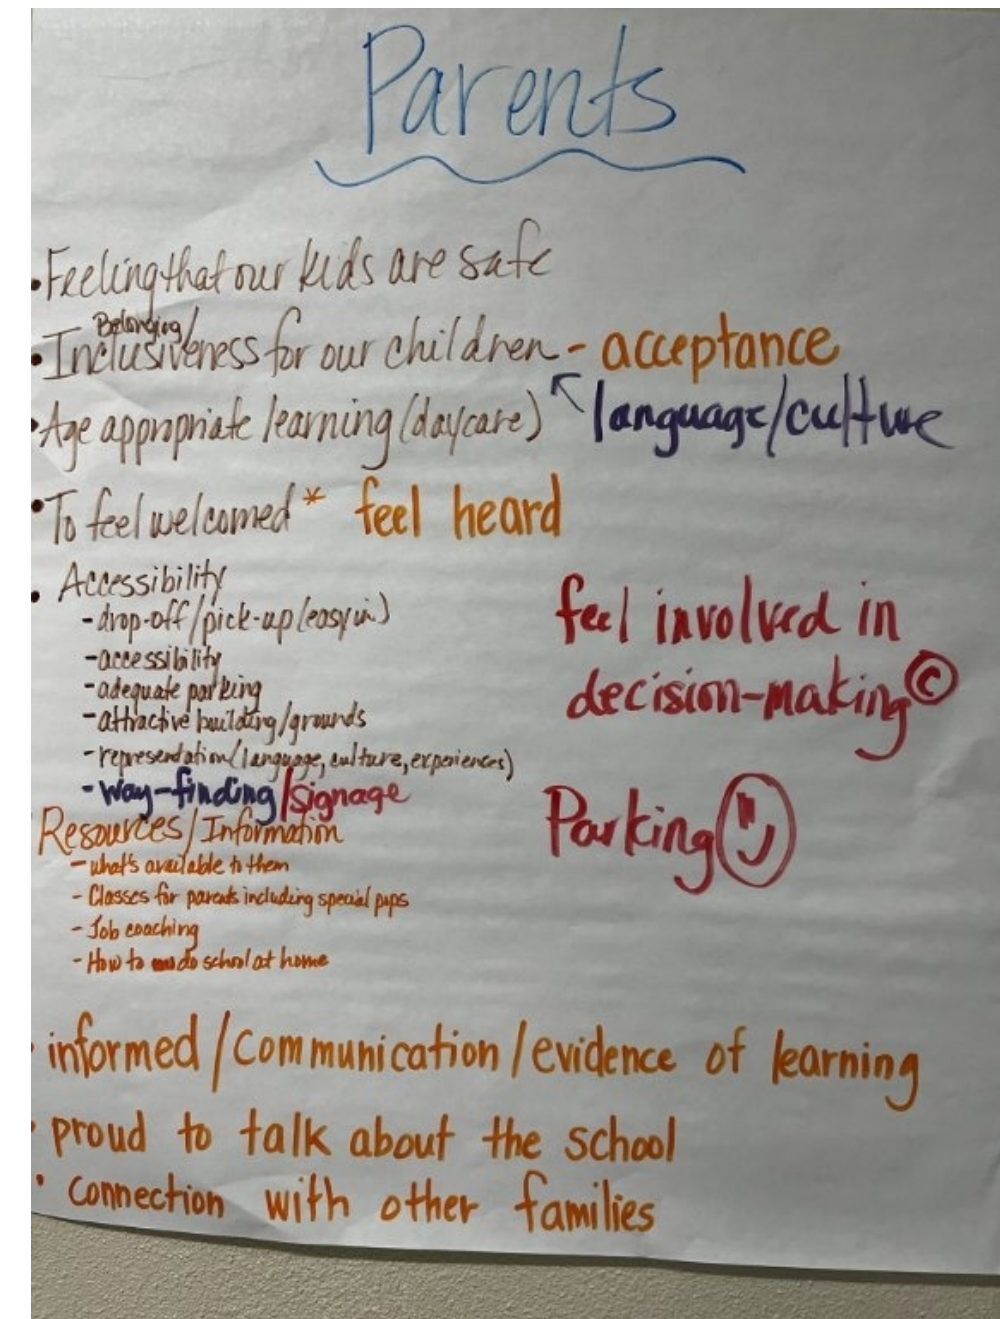 Parents
• Feeling that our kids are safe
Belonging/
• Inclusiveness for our children - acceptance
↖ language/culture
• Age appropriate learning (daycare)
• To feel welcomed * feel heard
• Accessibility
- drop-off/pick-up (easy in)
- accessibility
- adequate parking
- attractive building/grounds
- representation (language, culture, experiences)
- way-finding/signage
feel involved in
decision-making ©
Parking
Resources/Information
- what's available to them
- Classes for parents including special pops
- Job coaching
- How to do school at home
· informed/communication/evidence of learning
· proud to talk about the school
· connection with other families